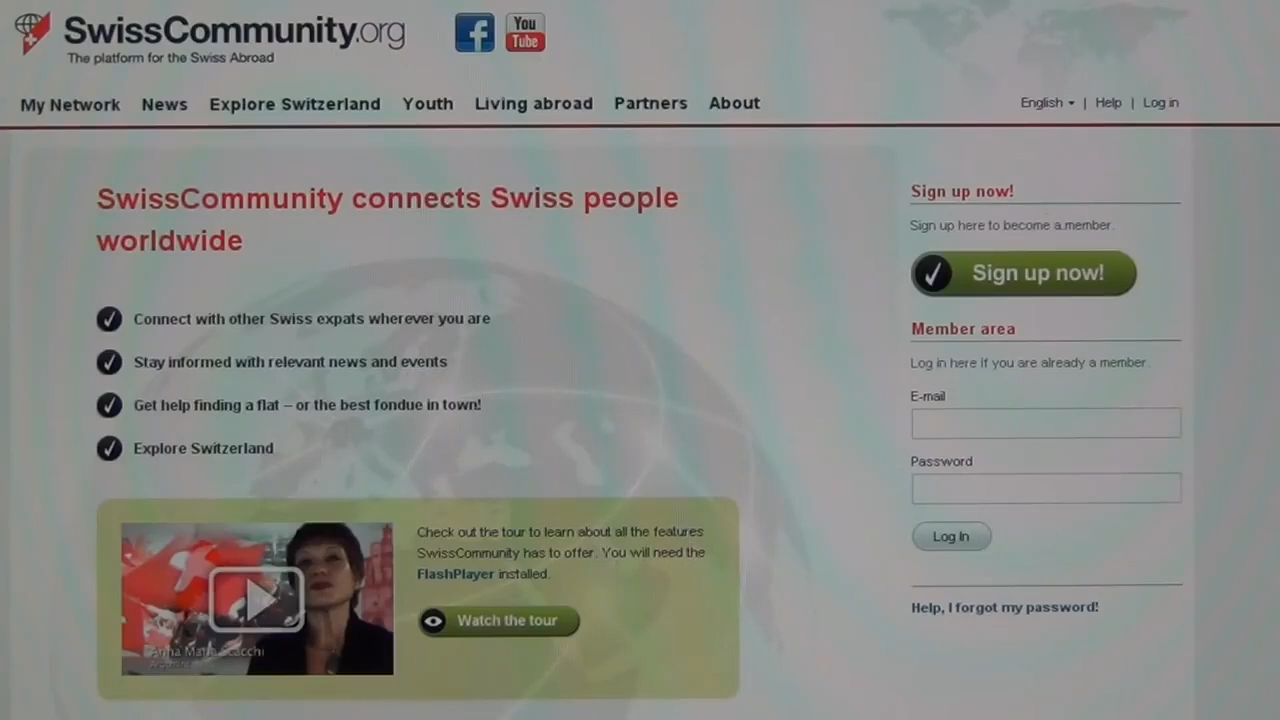 SwissCommunity.org
The platform for the Swiss Abroad
You
Tube
My Network News Explore Switzerland Youth Living abroad Partners About
English | Help | Log in
SwissCommunity connects Swiss people
worldwide
Connect with other Swiss expats wherever you are
Stay informed with relevant news and events
Get help finding a flat – or the best fondue in town!
Explore Switzerland
Check out the tour to learn about all the features
SwissCommunity has to offer. You will need the
FlashPlayer installed.
Watch the tour
Anna Maria
Sign up now!
Sign up here to become a member.
Sign up now!
Member area
Log in here if you are already a member.
E-mail
Password
Log In
Help, I forgot my password!